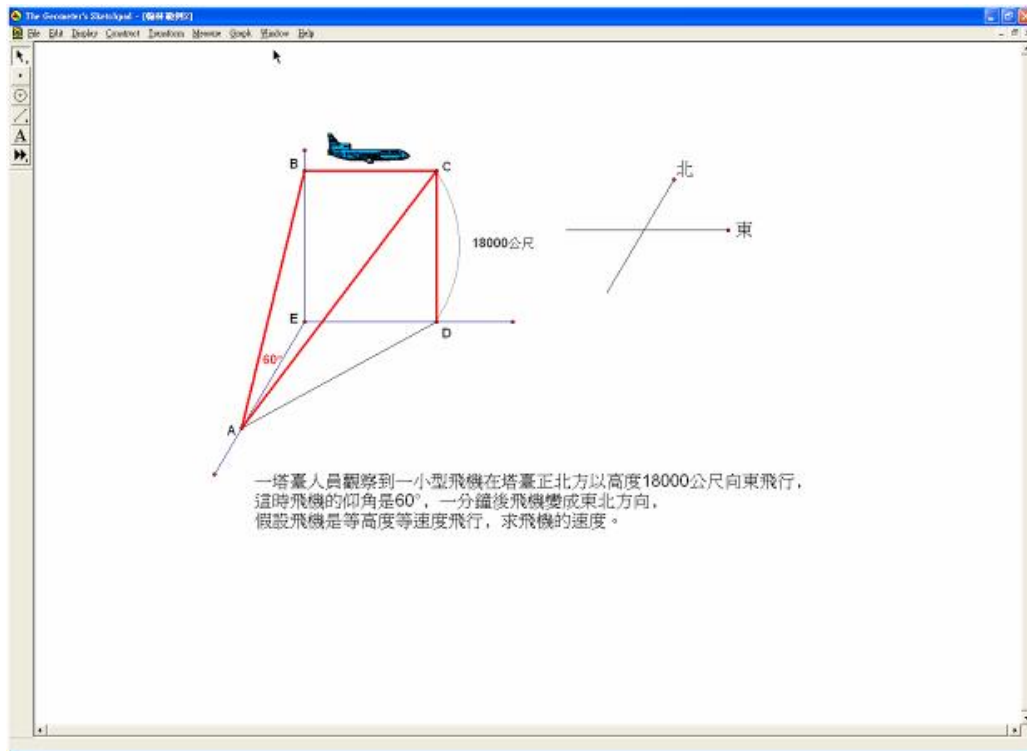 The Geometer's Sketchpad - [翰林範例2]
File Edit Display Construct Transform Measure Graph Window Help
A
B
C
北
東
18000公尺
E
D
60°
A
一塔臺人員觀察到一小型飛機在塔臺正北方以高度18000公尺向東飛行，
這時飛機的仰角是60°，一分鐘後飛機變成東北方向，
假設飛機是等高度等速度飛行，求飛機的速度。